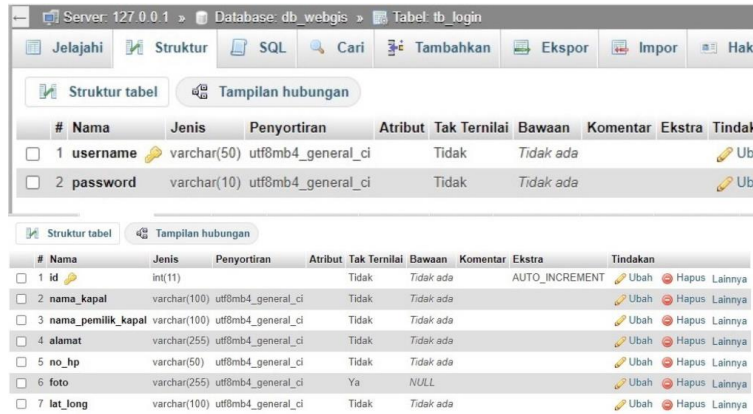 Server: 127.0.0.1 » Database: db_webgis » Tabel: tb_login
Jelajahi Struktur SQL Cari Tambahkan Ekspor Impor Hak
Struktur tabel Tampilan hubungan
# Nama Jenis Penyortiran Atribut Tak Ternilai Bawaan Komentar Ekstra Tindak
1 username varchar(50) utf8mb4_general_ci Tidak Tidak ada Ub
2 password varchar(10) utf8mb4_general_ci Tidak Tidak ada Ub
Struktur tabel Tampilan hubungan
# Nama Jenis Penyortiran Atribut Tak Ternilai Bawaan Komentar Ekstra Tindakan
1 id int(11) Tidak Tidak ada AUTO_INCREMENT Ubah Hapus Lainnya
2 nama_kapal varchar(100) utf8mb4_general_ci Tidak Tidak ada Ubah Hapus Lainnya
3 nama_pemilik_kapal varchar(100) utf8mb4_general_ci Tidak Tidak ada Ubah Hapus Lainnya
4 alamat varchar(255) utf8mb4_general_ci Tidak Tidak ada Ubah Hapus Lainnya
5 no_hp varchar(50) utf8mb4_general_ci Tidak Tidak ada Ubah Hapus Lainnya
6 foto varchar(255) utf8mb4_general_ci Ya NULL Ubah Hapus Lainnya
7 lat_long varchar(100) utf8mb4_general_ci Tidak Tidak ada Ubah Hapus Lainnya